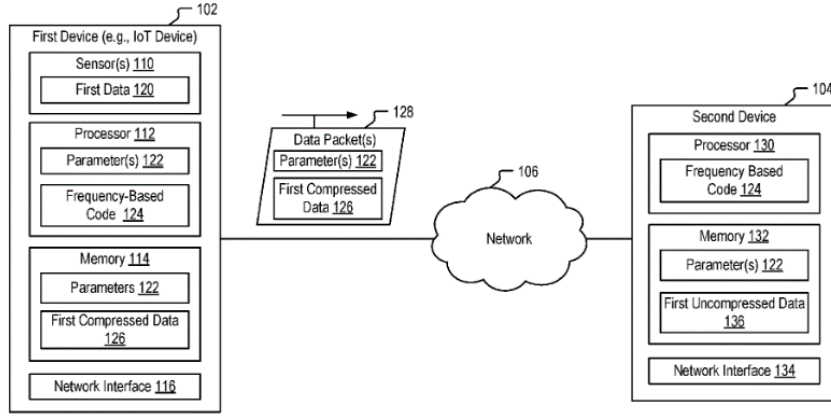 102
First Device (e.g., IoT Device)
Sensor(s) 110
First Data 120
Processor 112
Parameter(s) 122
Frequency-Based
Code 124
Memory 114
Parameters 122
First Compressed Data
126
Network Interface 116
128
Data Packet(s)
Parameter(s) 122
First Compressed
Data 126
106
Network
104
Second Device
Processor 130
Frequency Based
Code 124
Memory 132
Parameter(s) 122
First Uncompressed Data
136
Network Interface 134